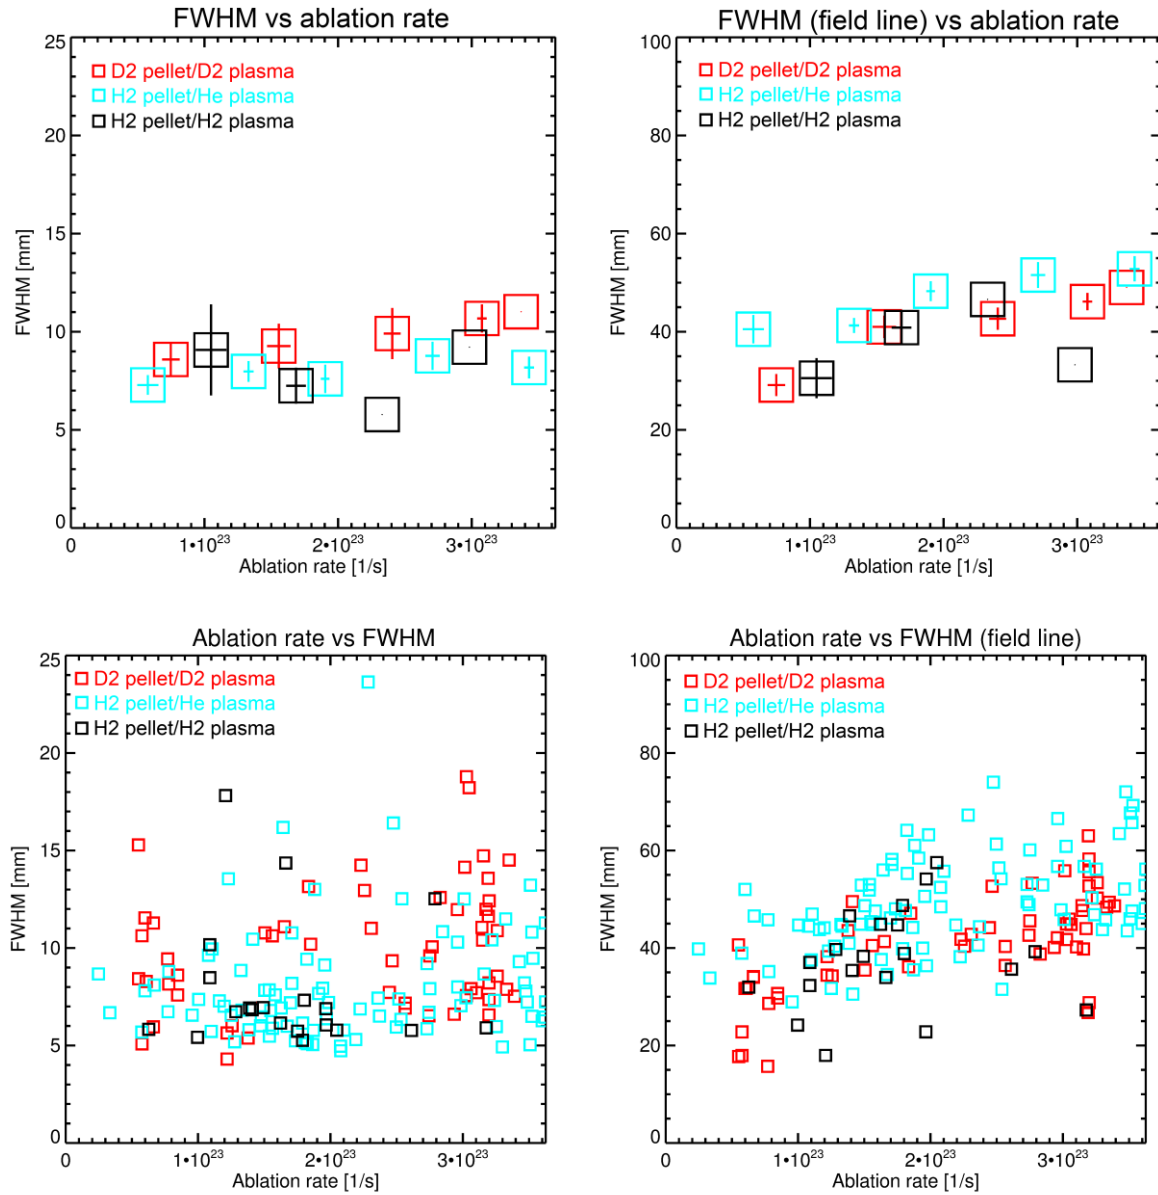 FWHM vs ablation rate
25
20
15
10
5
0
FWHM [mm]
D2 pellet/D2 plasma
H2 pellet/He plasma
H2 pellet/H2 plasma
0
1•10²³
2•10²³
3•10²³
Ablation rate [1/s]
FWHM (field line) vs ablation rate
100
80
60
40
20
0
FWHM [mm]
D2 pellet/D2 plasma
H2 pellet/He plasma
H2 pellet/H2 plasma
0
1•10²³
2•10²³
3•10²³
Ablation rate [1/s]
Ablation rate vs FWHM
25
20
15
10
5
0
FWHM [mm]
D2 pellet/D2 plasma
H2 pellet/He plasma
H2 pellet/H2 plasma
0
1•10²³
2•10²³
3•10²³
Ablation rate [1/s]
Ablation rate vs FWHM (field line)
100
80
60
40
20
0
FWHM [mm]
D2 pellet/D2 plasma
H2 pellet/He plasma
H2 pellet/H2 plasma
0
1•10²³
2•10²³
3•10²³
Ablation rate [1/s]